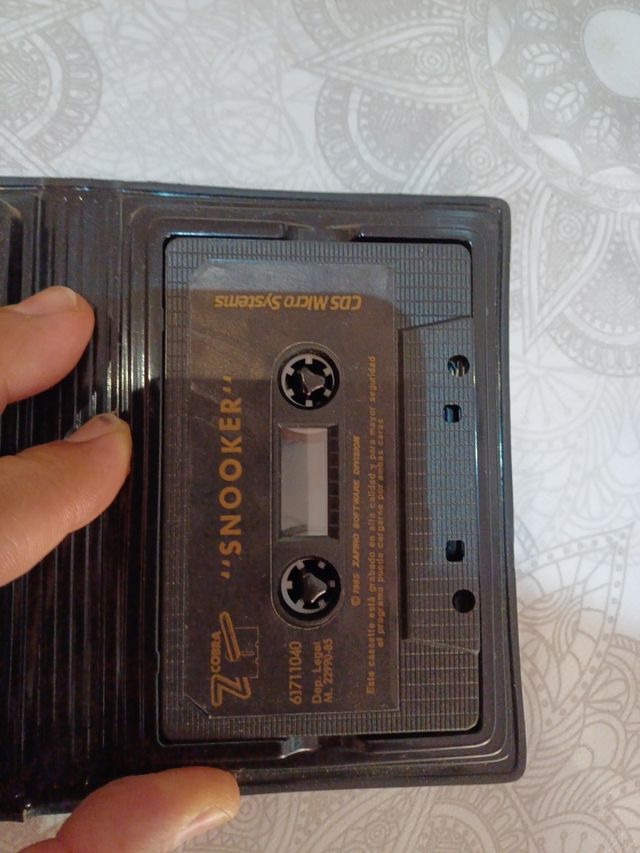 Z COBRA
"SNOOKER"
CDS Micro Systems
61711040
Dep. Legal
M. 22990-85
© 1985 ZAFIRO SOFTWARE DIVISION
Este cassette está grabado en alta calidad y para mayor seguridad
el programa puede cargarse por ambas caras